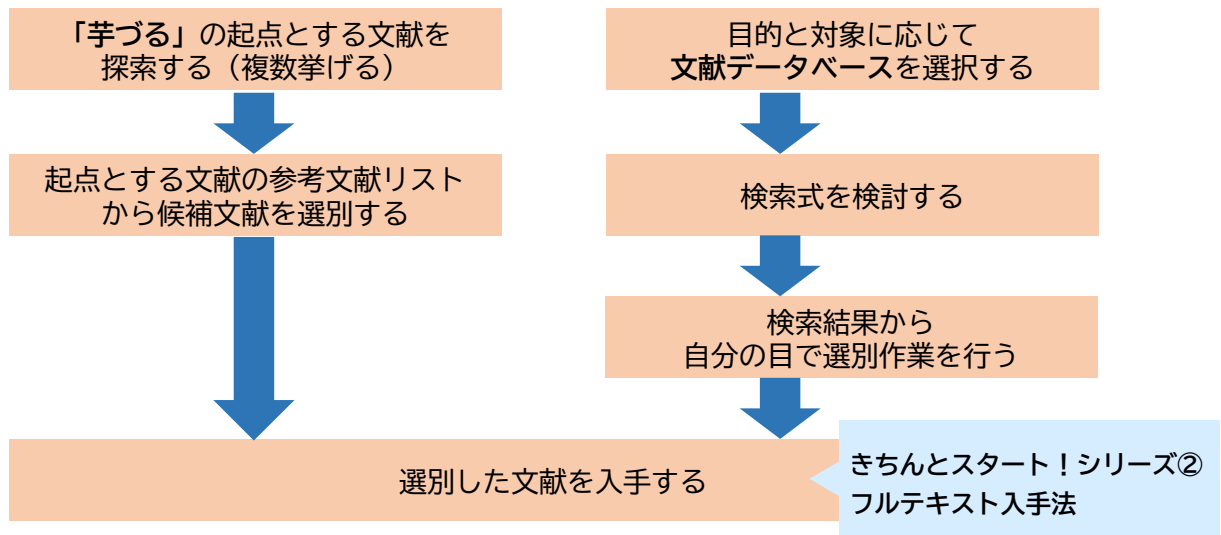 「芋づる」の起点とする文献を
探索する（複数挙げる）
起点とする文献の参考文献リスト
から候補文献を選別する
目的と対象に応じて
文献データベースを選択する
検索式を検討する
検索結果から
自分の目で選別作業を行う
選別した文献を入手する
きちんとスタート！シリーズ②
フルテキスト入手法